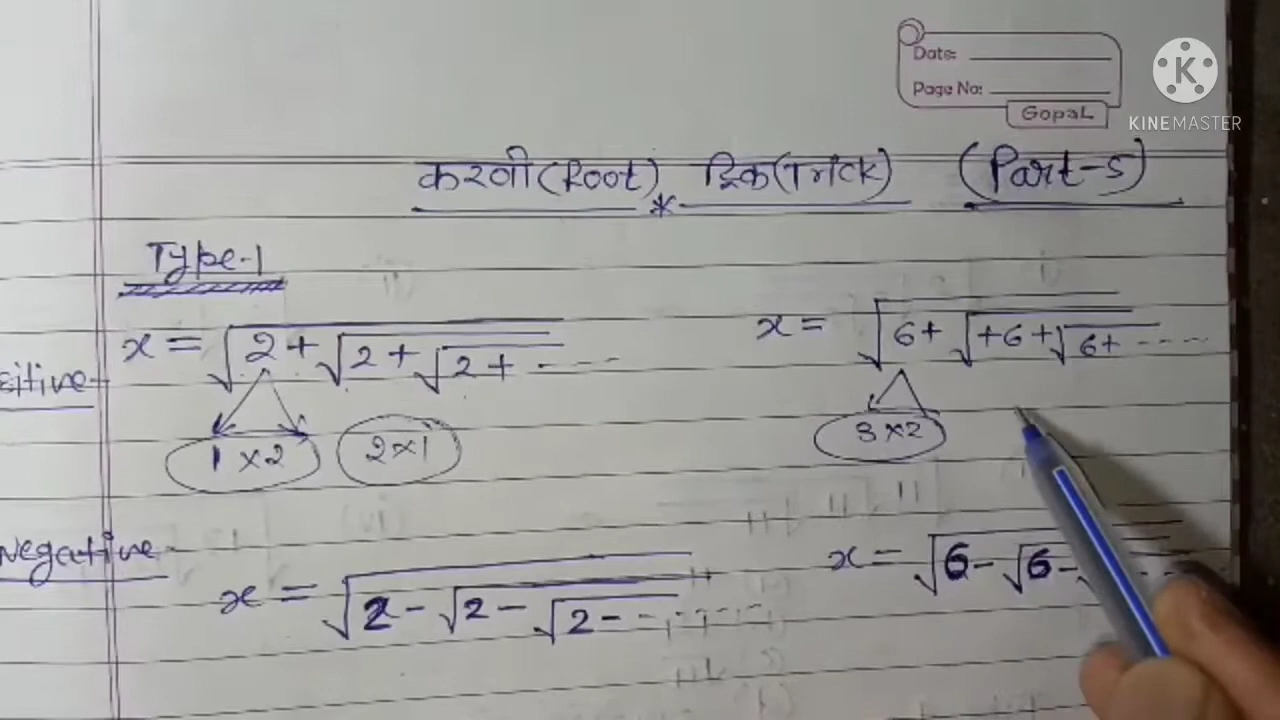 Date:
Page No:
Gopal
KINEMASTER
करणी (Root) * ट्रिक (Trick) (Part-5)
Type-1
x = √2+√2+√2+ ----
x = √6+√+6+√6+ ----
1×2 2×1
3×2
Negative
x = √2-√2-√2------
x = √6-√6-